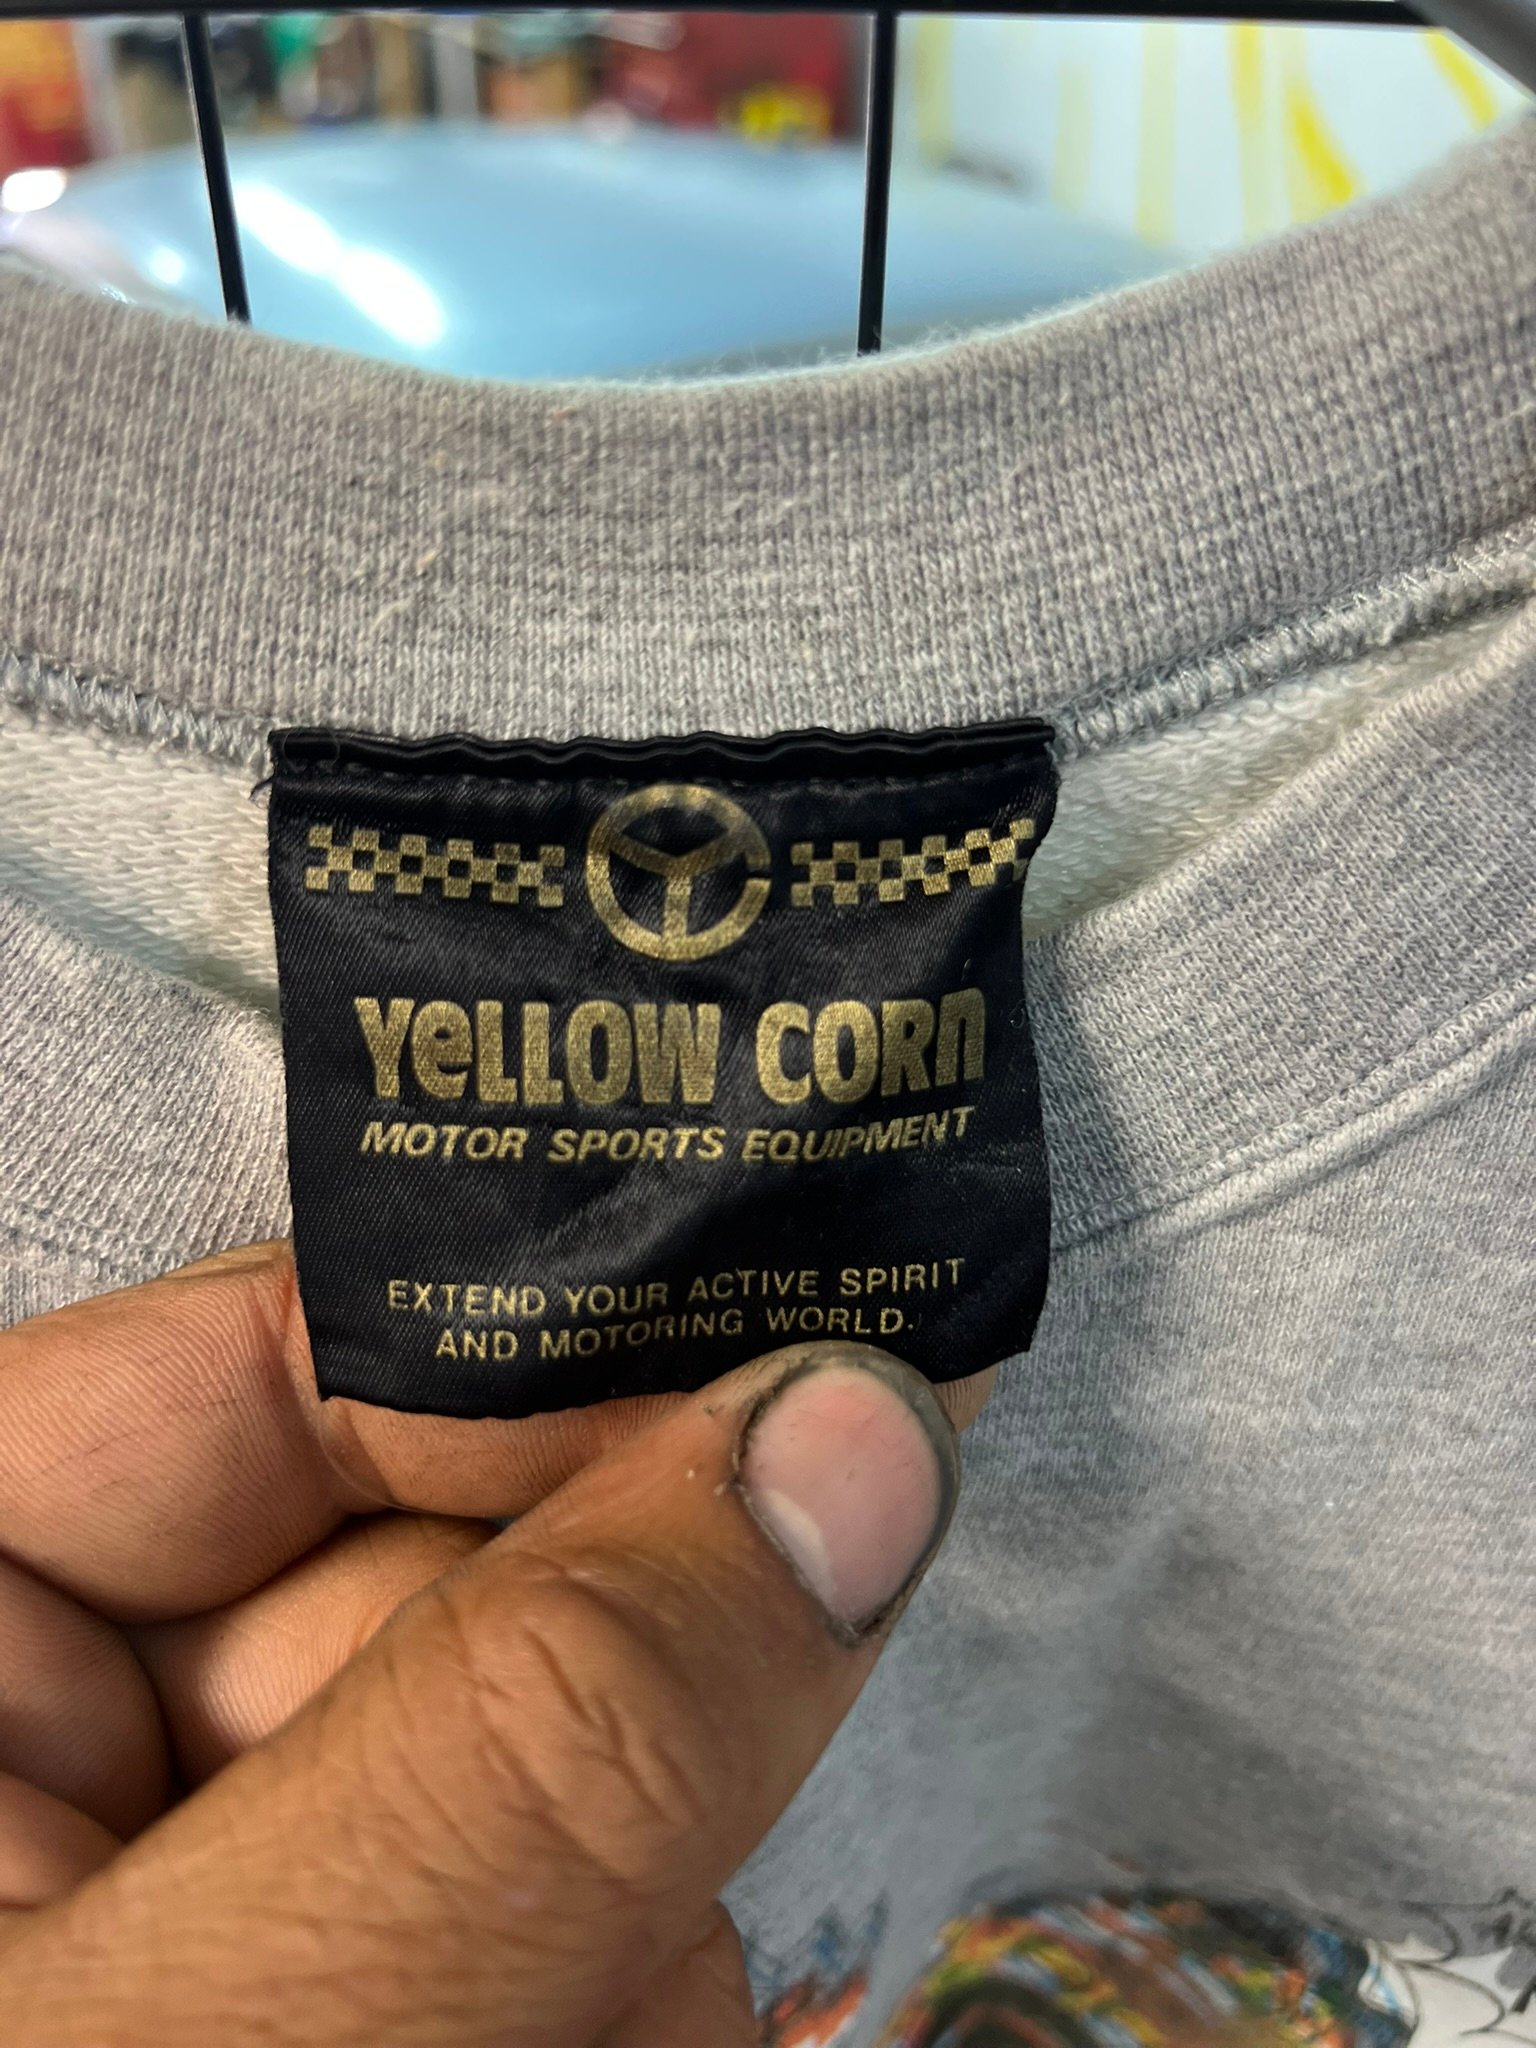 YeLLOW CORn
MOTOR SPORTS EQUIPMENT
EXTEND YOUR ACTIVE SPIRIT
AND MOTORING WORLD.